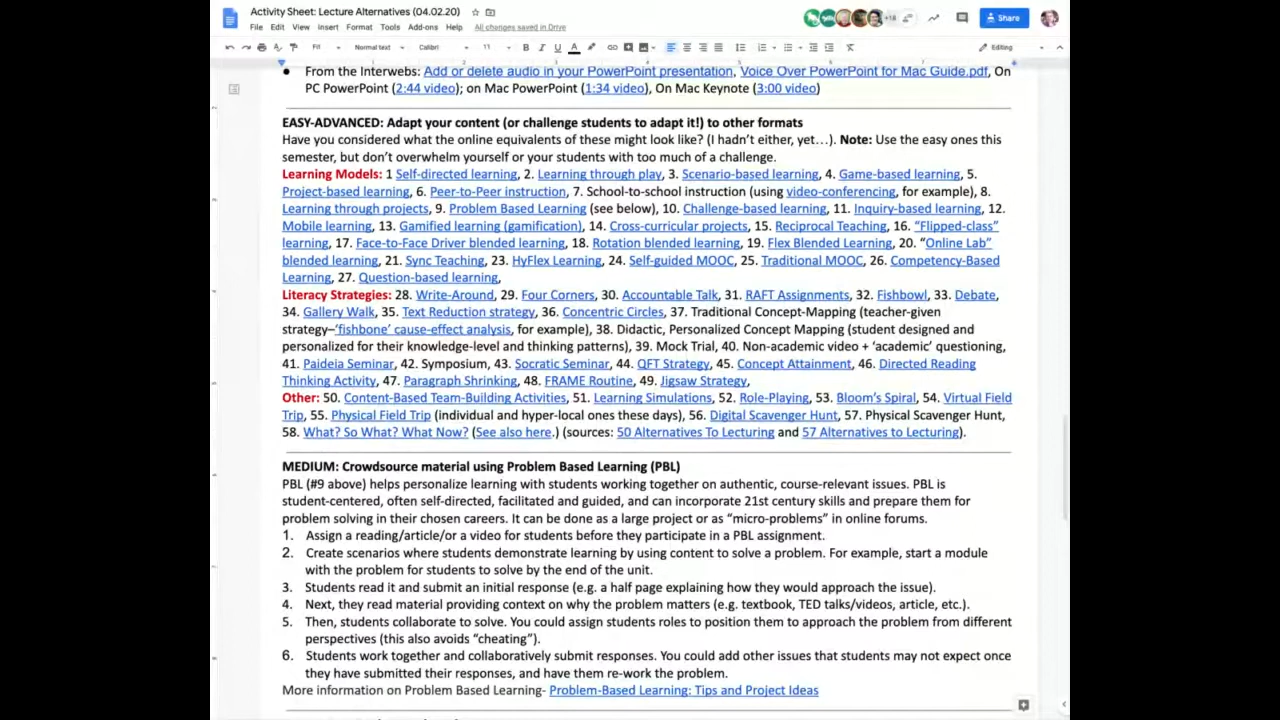 Activity Sheet: Lecture Alternatives (04.02.20)
File Edit View Insert Format Tools Add-ons Help All changes saved in Drive
+18
Share
Fit Normal text Calibri 11 B I U A Editing
● From the Interwebs: Add or delete audio in your PowerPoint presentation, Voice Over PowerPoint for Mac Guide.pdf, On
PC PowerPoint (2:44 video); on Mac PowerPoint (1:34 video), On Mac Keynote (3:00 video)
EASY-ADVANCED: Adapt your content (or challenge students to adapt it!) to other formats
Have you considered what the online equivalents of these might look like? (I hadn't either, yet…). Note: Use the easy ones this
semester, but don't overwhelm yourself or your students with too much of a challenge.
Learning Models: 1 Self-directed learning, 2. Learning through play, 3. Scenario-based learning, 4. Game-based learning, 5.
Project-based learning, 6. Peer-to-Peer instruction, 7. School-to-school instruction (using video-conferencing, for example), 8.
Learning through projects, 9. Problem Based Learning (see below), 10. Challenge-based learning, 11. Inquiry-based learning, 12.
Mobile learning, 13. Gamified learning (gamification), 14. Cross-curricular projects, 15. Reciprocal Teaching, 16. "Flipped-class"
learning, 17. Face-to-Face Driver blended learning, 18. Rotation blended learning, 19. Flex Blended Learning, 20. "Online Lab"
blended learning, 21. Sync Teaching, 23. HyFlex Learning, 24. Self-guided MOOC, 25. Traditional MOOC, 26. Competency-Based
Learning, 27. Question-based learning,
Literacy Strategies: 28. Write-Around, 29. Four Corners, 30. Accountable Talk, 31. RAFT Assignments, 32. Fishbowl, 33. Debate,
34. Gallery Walk, 35. Text Reduction strategy, 36. Concentric Circles, 37. Traditional Concept-Mapping (teacher-given
strategy–'fishbone' cause-effect analysis, for example), 38. Didactic, Personalized Concept Mapping (student designed and
personalized for their knowledge-level and thinking patterns), 39. Mock Trial, 40. Non-academic video + 'academic' questioning,
41. Paideia Seminar, 42. Symposium, 43. Socratic Seminar, 44. QFT Strategy, 45. Concept Attainment, 46. Directed Reading
Thinking Activity, 47. Paragraph Shrinking, 48. FRAME Routine, 49. Jigsaw Strategy,
Other: 50. Content-Based Team-Building Activities, 51. Learning Simulations, 52. Role-Playing, 53. Bloom's Spiral, 54. Virtual Field
Trip, 55. Physical Field Trip (individual and hyper-local ones these days), 56. Digital Scavenger Hunt, 57. Physical Scavenger Hunt,
58. What? So What? What Now? (See also here.) (sources: 50 Alternatives To Lecturing and 57 Alternatives to Lecturing).
MEDIUM: Crowdsource material using Problem Based Learning (PBL)
PBL (#9 above) helps personalize learning with students working together on authentic, course-relevant issues. PBL is
student-centered, often self-directed, facilitated and guided, and can incorporate 21st century skills and prepare them for
problem solving in their chosen careers. It can be done as a large project or as "micro-problems" in online forums.
1. Assign a reading/article/or a video for students before they participate in a PBL assignment.
2. Create scenarios where students demonstrate learning by using content to solve a problem. For example, start a module
with the problem for students to solve by the end of the unit.
3. Students read it and submit an initial response (e.g. a half page explaining how they would approach the issue).
4. Next, they read material providing context on why the problem matters (e.g. textbook, TED talks/videos, article, etc.).
5. Then, students collaborate to solve. You could assign students roles to position them to approach the problem from different
perspectives (this also avoids "cheating").
6. Students work together and collaboratively submit responses. You could add other issues that students may not expect once
they have submitted their responses, and have them re-work the problem.
More information on Problem Based Learning- Problem-Based Learning: Tips and Project Ideas